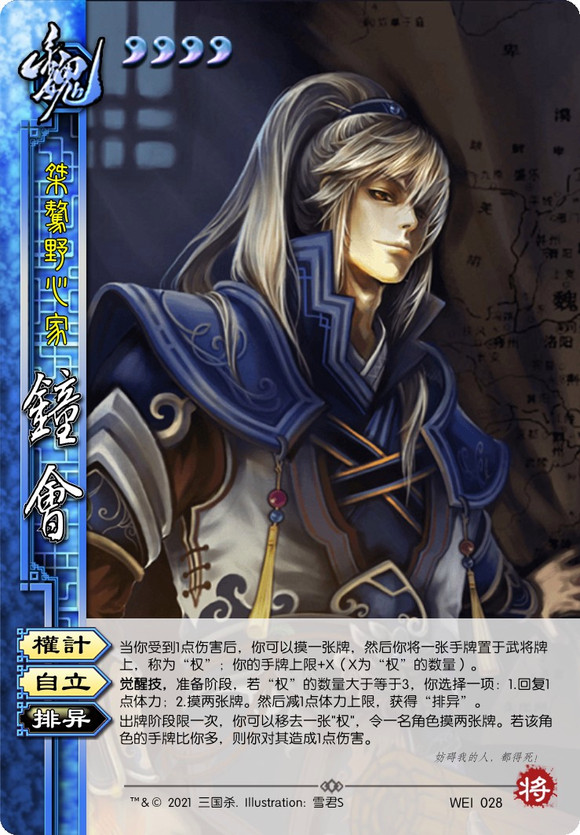 魏
桀驁野心家
鐘會
權計
当你受到1点伤害后，你可以摸一张牌，然后你将一张手牌置于武将牌
上，称为“权”；你的手牌上限+X（X为“权”的数量）。
自立
觉醒技，准备阶段，若“权”的数量大于等于3，你选择一项：1.回复1
点体力；2.摸两张牌。然后减1点体力上限，获得“排异”。
排异
出牌阶段限一次，你可以移去一张"权"，令一名角色摸两张牌。若该角
色的手牌比你多，则你对其造成1点伤害。
妨碍我的人，都得死！
™&© 2021 三国杀. Illustration: 雪君S
WEI 028
将
魏
洛阳